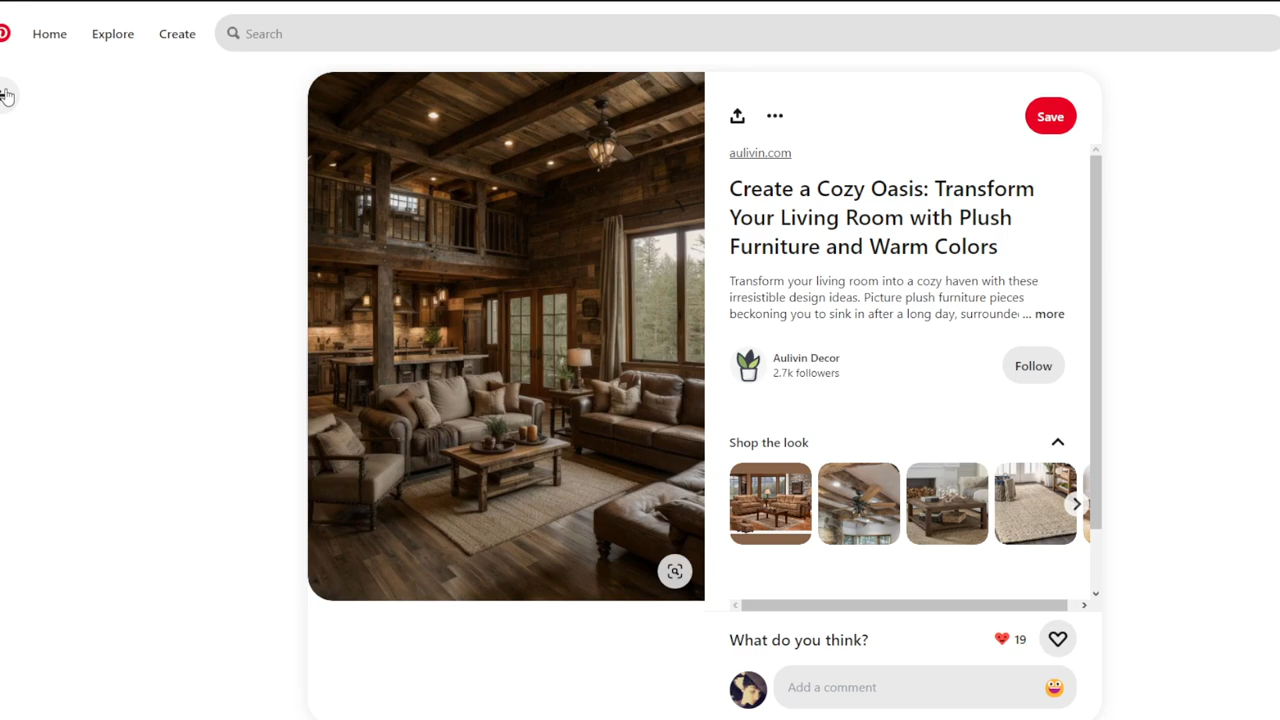 Home
Explore
Create
Search
Save
aulivin.com
Create a Cozy Oasis: Transform
Your Living Room with Plush
Furniture and Warm Colors
Transform your living room into a cozy haven with these
irresistible design ideas. Picture plush furniture pieces
beckoning you to sink in after a long day, surrounde... more
Aulivin Decor
2.7k followers
Follow
Shop the look
What do you think?
19
Add a comment